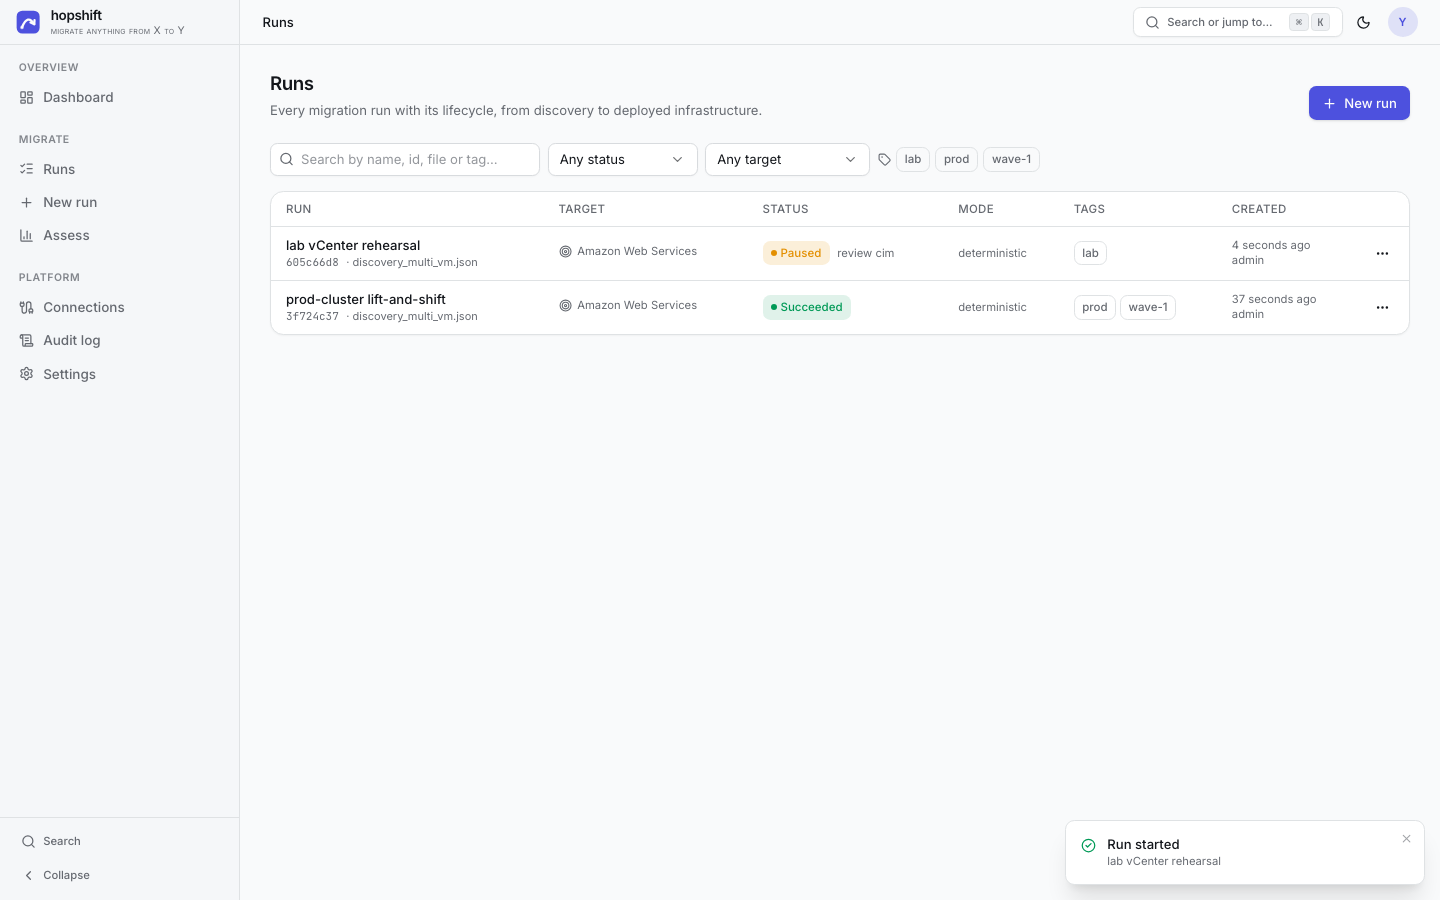 hopshift
MIGRATE ANYTHING FROM X TO Y
Runs
Search or jump to...
⌘ K
Y
OVERVIEW
Dashboard
MIGRATE
Runs
New run
Assess
PLATFORM
Connections
Audit log
Settings
Search
Collapse
Runs
Every migration run with its lifecycle, from discovery to deployed infrastructure.
New run
Search by name, id, file or tag...
Any status
Any target
lab
prod
wave-1
RUN TARGET STATUS MODE TAGS CREATED
lab vCenter rehearsal
605c66d8 · discovery_multi_vm.json
Amazon Web Services
Paused review cim
deterministic
lab
4 seconds ago
admin
prod-cluster lift-and-shift
3f724c37 · discovery_multi_vm.json
Amazon Web Services
Succeeded
deterministic
prod wave-1
37 seconds ago
admin
Run started
lab vCenter rehearsal